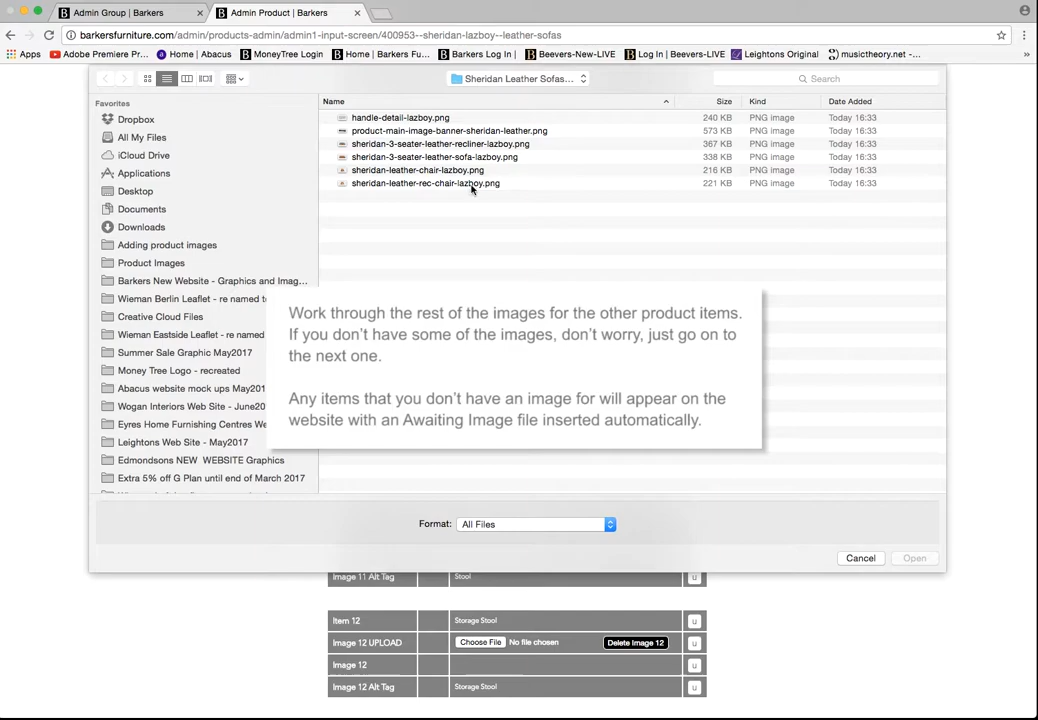 Admin Group | Barkers
Admin Product | Barkers
barkersfurniture.com/admin/products-admin/admin1-input-screen/400953--sheridan-lazboy--leather-sofas
Apps
Adobe Premiere Pr...
Home | Abacus
MoneyTree Login
Home | Barkers Fu...
Barkers Log In |
Beevers-New-LIVE
Log In | Beevers-LIVE
Leightons Original
musictheory.net -...
Sheridan Leather Sofas...
Search
Favorites
Dropbox
All My Files
iCloud Drive
Applications
Desktop
Documents
Downloads
Adding product images
Product Images
Barkers New Website - Graphics and Imag...
Wieman Berlin Leaflet - re named to
Creative Cloud Files
Wieman Eastside Leaflet - re named
Summer Sale Graphic May2017
Money Tree Logo - recreated
Abacus website mock ups May201
Wogan Interiors Web Site - June20
Eyres Home Furnishing Centres We
Leightons Web Site - May2017
Edmondsons NEW WEBSITE Graphics
Extra 5% off G Plan until end of March 2017
Name Size Kind Date Added
handle-detail-lazboy.png 240 KB PNG image Today 16:33
product-main-image-banner-sheridan-leather.png 573 KB PNG image Today 16:33
sheridan-3-seater-leather-recliner-lazboy.png 367 KB PNG image Today 16:33
sheridan-3-seater-leather-sofa-lazboy.png 338 KB PNG image Today 16:33
sheridan-leather-chair-lazboy.png 216 KB PNG image Today 16:33
sheridan-leather-rec-chair-lazboy.png 221 KB PNG image Today 16:33
Work through the rest of the images for the other product items.
If you don't have some of the images, don't worry, just go on to
the next one.
Any items that you don't have an image for will appear on the
website with an Awaiting Image file inserted automatically.
Format: All Files
Cancel Open
Image 11 Alt Tag Stool u
Item 12 Storage Stool u
Image 12 UPLOAD Choose File No file chosen Delete Image 12 u
Image 12 u
Image 12 Alt Tag Storage Stool u